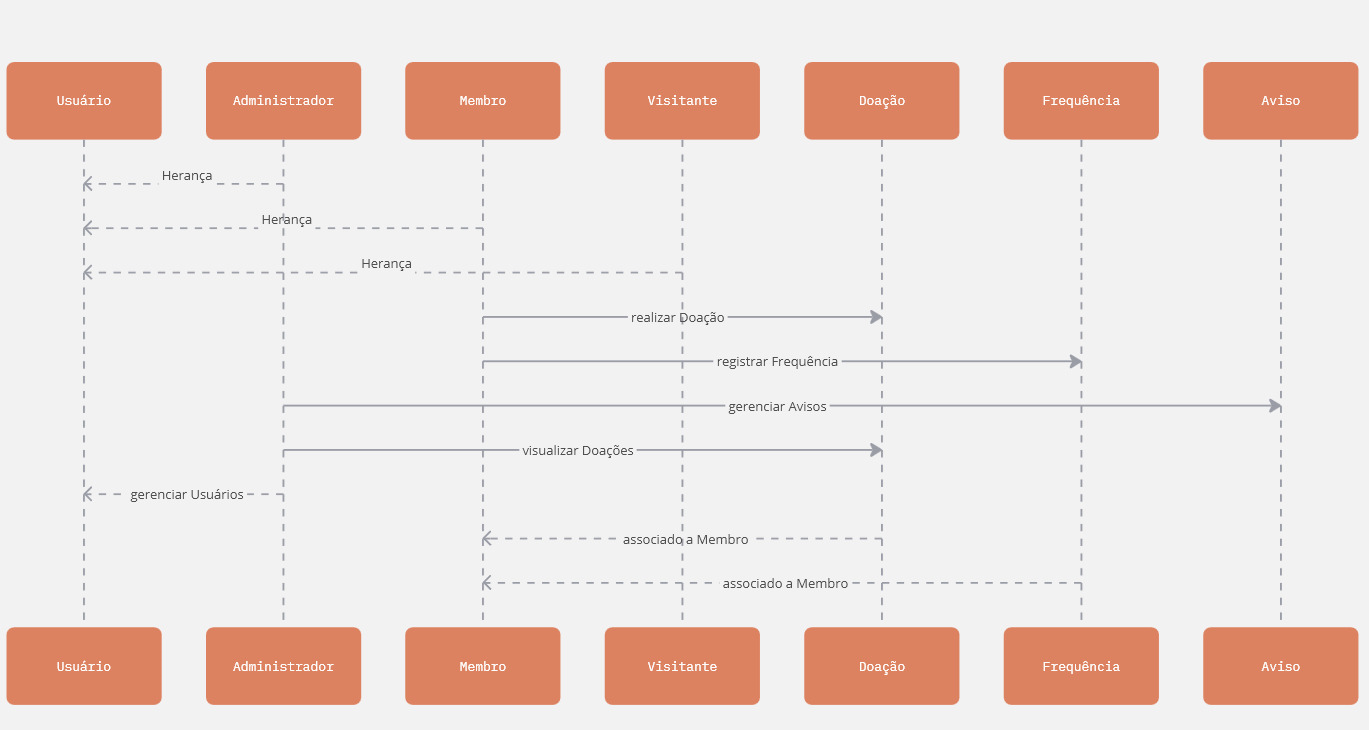 Usuário
Administrador
Membro
Visitante
Doação
Frequência
Aviso
Herança
Herança
Herança
realizar Doação
registrar Frequência
gerenciar Avisos
visualizar Doações
gerenciar Usuários
associado a Membro
associado a Membro
Usuário
Administrador
Membro
Visitante
Doação
Frequência
Aviso